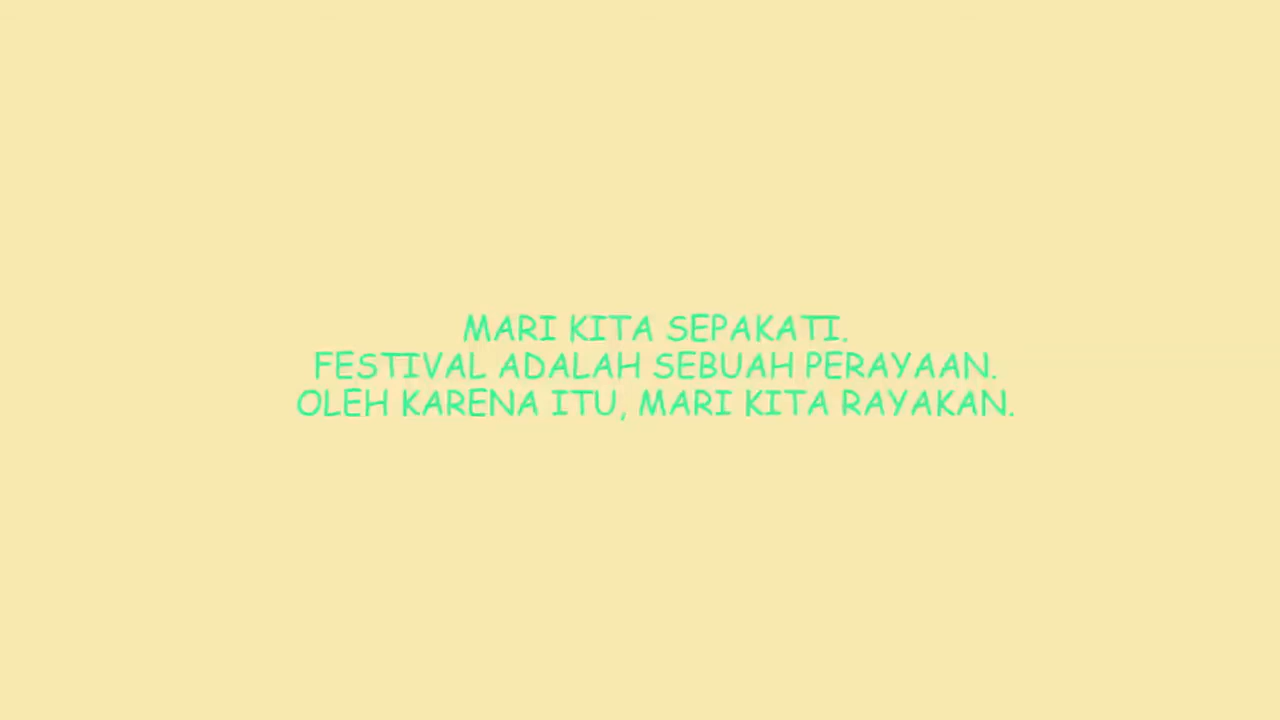 MARI KITA SEPAKATI.
FESTIVAL ADALAH SEBUAH PERAYAAN.
OLEH KARENA ITU, MARI KITA RAYAKAN.